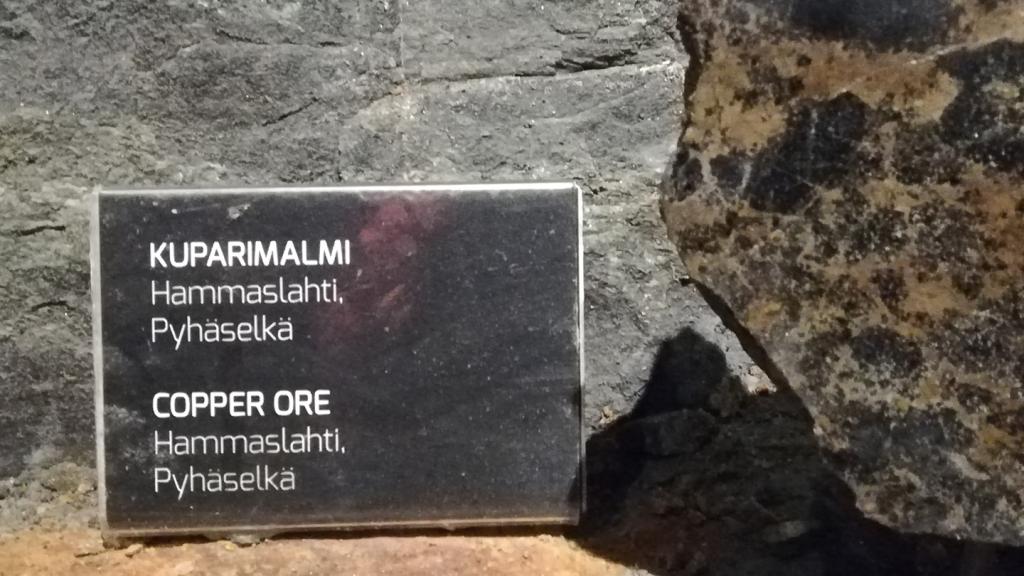 KUPARIMALMI
Hammaslahti,
Pyhäselkä
COPPER ORE
Hammaslahti,
Pyhäselkä